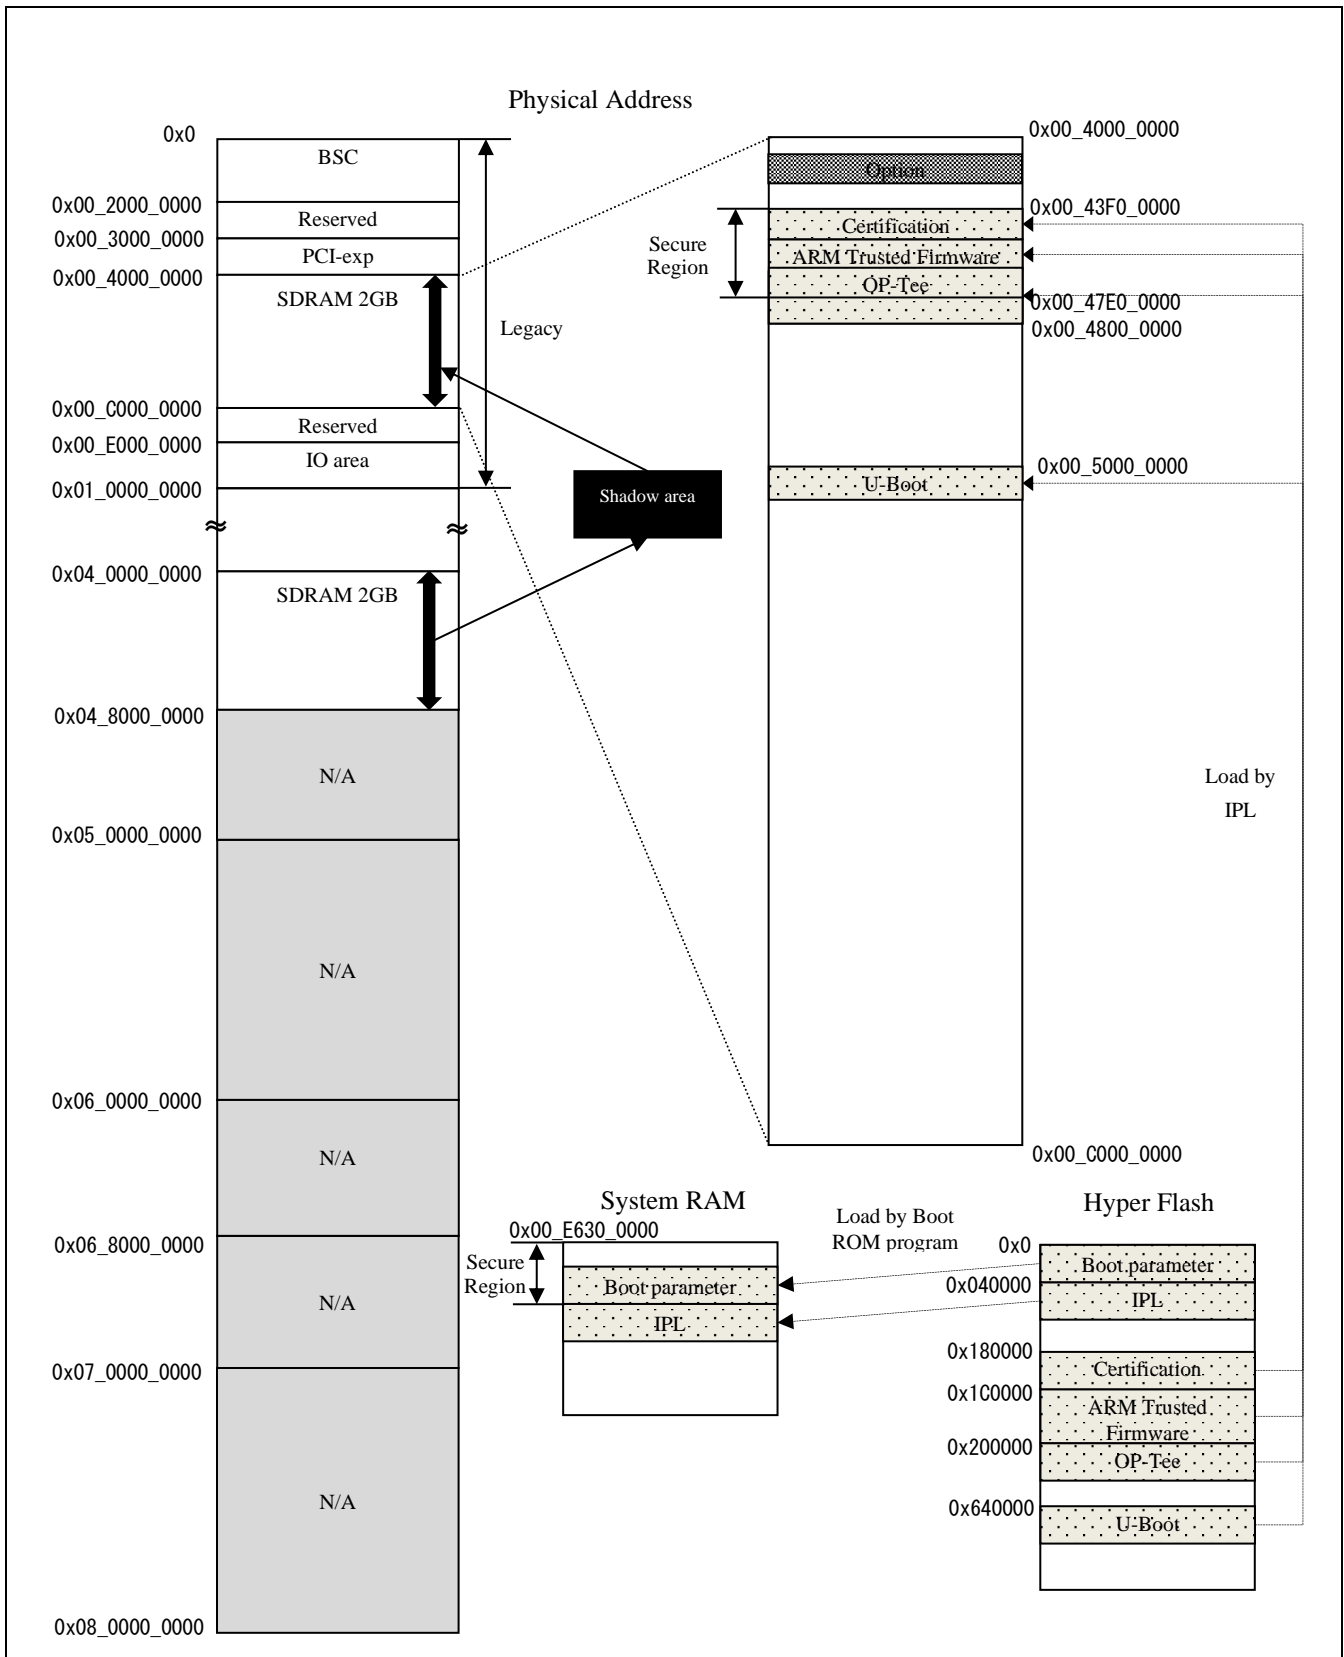 Physical Address
0x0
BSC
0x00_2000_0000
Reserved
0x00_3000_0000
PCI-exp
0x00_4000_0000
SDRAM 2GB
Legacy
0x00_C000_0000
Reserved
0x00_E000_0000
IO area
0x01_0000_0000
Shadow area
0x04_0000_0000
SDRAM 2GB
0x04_8000_0000
N/A
0x05_0000_0000
N/A
0x06_0000_0000
N/A
0x06_8000_0000
N/A
0x07_0000_0000
N/A
0x08_0000_0000
0x00_4000_0000
Option
0x00_43F0_0000
Secure
Region
Certification
ARM Trusted Firmware
OP-Tee
0x00_47E0_0000
0x00_4800_0000
0x00_5000_0000
U-Boot
Load by
IPL
0x00_C000_0000
System RAM
0x00_E630_0000
Secure
Region
Boot parameter
IPL
Load by Boot
ROM program
Hyper Flash
0x0
Boot parameter
0x040000
IPL
0x180000
Certification
0x1C0000
ARM Trusted
Firmware
0x200000
OP-Tee
0x640000
U-Boot